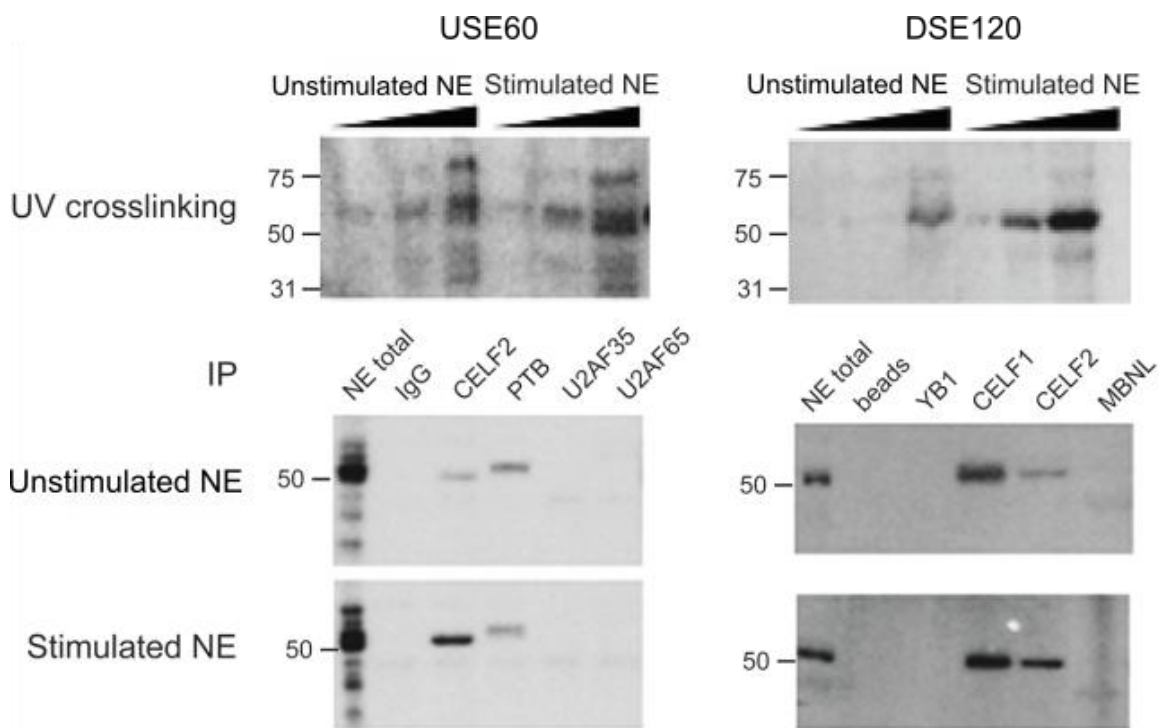 USE60 DSE120
Unstimulated NE Stimulated NE Unstimulated NE Stimulated NE
UV crosslinking
75
50
31
75
50
31
IP
NE total IgG CELF2 PTB U2AF35 U2AF65
NE total beads YB1 CELF1 CELF2 MBNL
Unstimulated NE
50
50
Stimulated NE
50
50